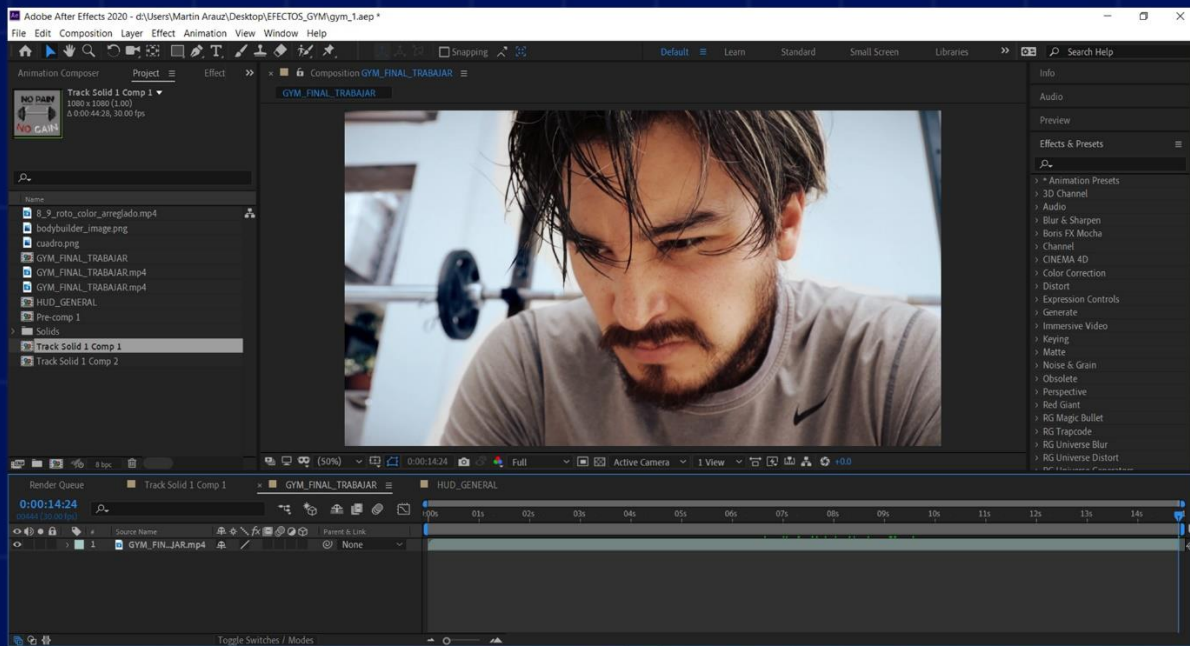 Adobe After Effects 2020 - d:\Users\Martin Arauz\Desktop\EFECTOS_GYM\gym_1.aep *
File Edit Composition Layer Effect Animation View Window Help
Snapping
Default Learn Standard Small Screen Libraries
Search Help
Animation Composer Project Effect
Composition GYM_FINAL_TRABAJAR
GYM_FINAL_TRABAJAR
NO PAIN
NO GAIN
Track Solid 1 Comp 1
1080 x 1080 (1.00)
Δ 0:00:44:28, 30.00 fps
Name
8_9_roto_color_arreglado.mp4
bodybuilder_image.png
cuadro.png
GYM_FINAL_TRABAJAR
GYM_FINAL_TRABAJAR.mp4
GYM_FINAL_TRABAJAR.mp4
HUD_GENERAL
Pre-comp 1
Solids
Track Solid 1 Comp 1
Track Solid 1 Comp 2
8 bpc
(50%) 0:00:14:24 Full Active Camera 1 View +0.0
Info
Audio
Preview
Effects & Presets
* Animation Presets
3D Channel
Audio
Blur & Sharpen
Boris FX Mocha
Channel
CINEMA 4D
Color Correction
Distort
Expression Controls
Generate
Immersive Video
Keying
Matte
Noise & Grain
Obsolete
Perspective
Red Giant
RG Magic Bullet
RG Trapcode
RG Universe Blur
RG Universe Distort
RG Universe Generators
Render Queue Track Solid 1 Comp 1 GYM_FINAL_TRABAJAR HUD_GENERAL
0:00:14:24
00444 (30.00 fps)
01s 02s 03s 04s 05s 06s 07s 08s 09s 10s 11s 12s 13s 14s
# Source Name Parent & Link
1 GYM_FIN...JAR.mp4 None
Toggle Switches / Modes